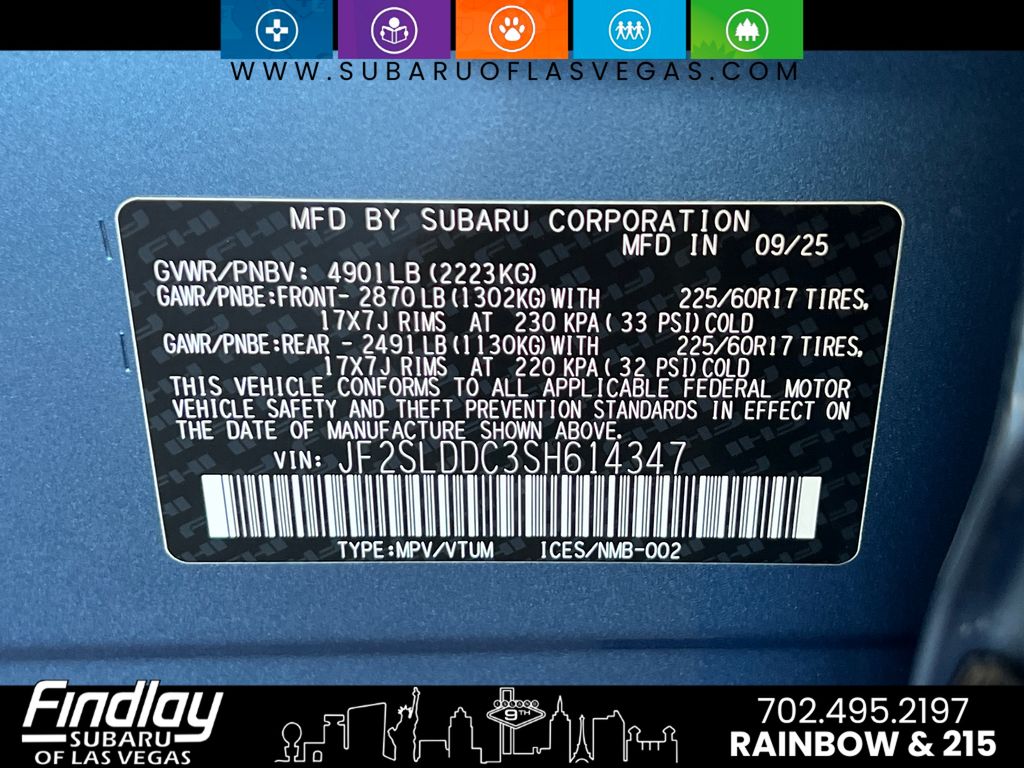 WWW.SUBARUOFLASVEGAS.COM
MFD BY SUBARU CORPORATION
MFD IN 09/25
GVWR/PNBV: 4901LB(2223KG)
GAWR/PNBE:FRONT- 2870LB(1302KG)WITH 225/60R17 TIRES,
17X7J RIMS AT 230 KPA( 33 PSI)COLD
GAWR/PNBE:REAR - 2491LB(1130KG)WITH 225/60R17 TIRES,
17X7J RIMS AT 220 KPA( 32 PSI)COLD
THIS VEHICLE CONFORMS TO ALL APPLICABLE FEDERAL MOTOR
VEHICLE SAFETY AND THEFT PREVENTION STANDARDS IN EFFECT ON
THE DATE OF MANUFACTURE SHOWN ABOVE.
VIN: JF2SLDDC3SH614347
TYPE:MPV/VTUM ICES/NMB-002
Findlay
SUBARU
OF LAS VEGAS
9TH
702.495.2197
RAINBOW & 215